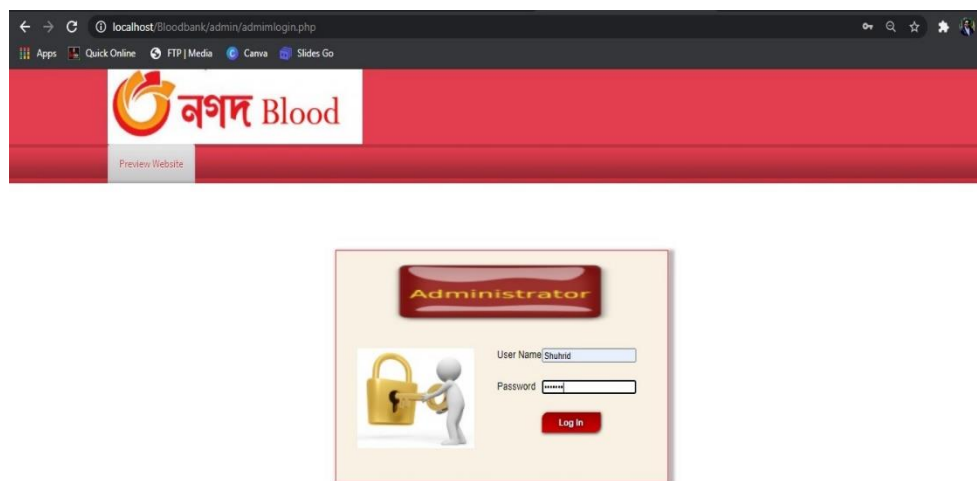 localhost/Bloodbank/admin/admimlogin.php
Apps Quick Online FTP | Media Canva Slides Go
নগদ Blood
Preview Website
Administrator
User Name Shuhrid
Password •••••••
Log In